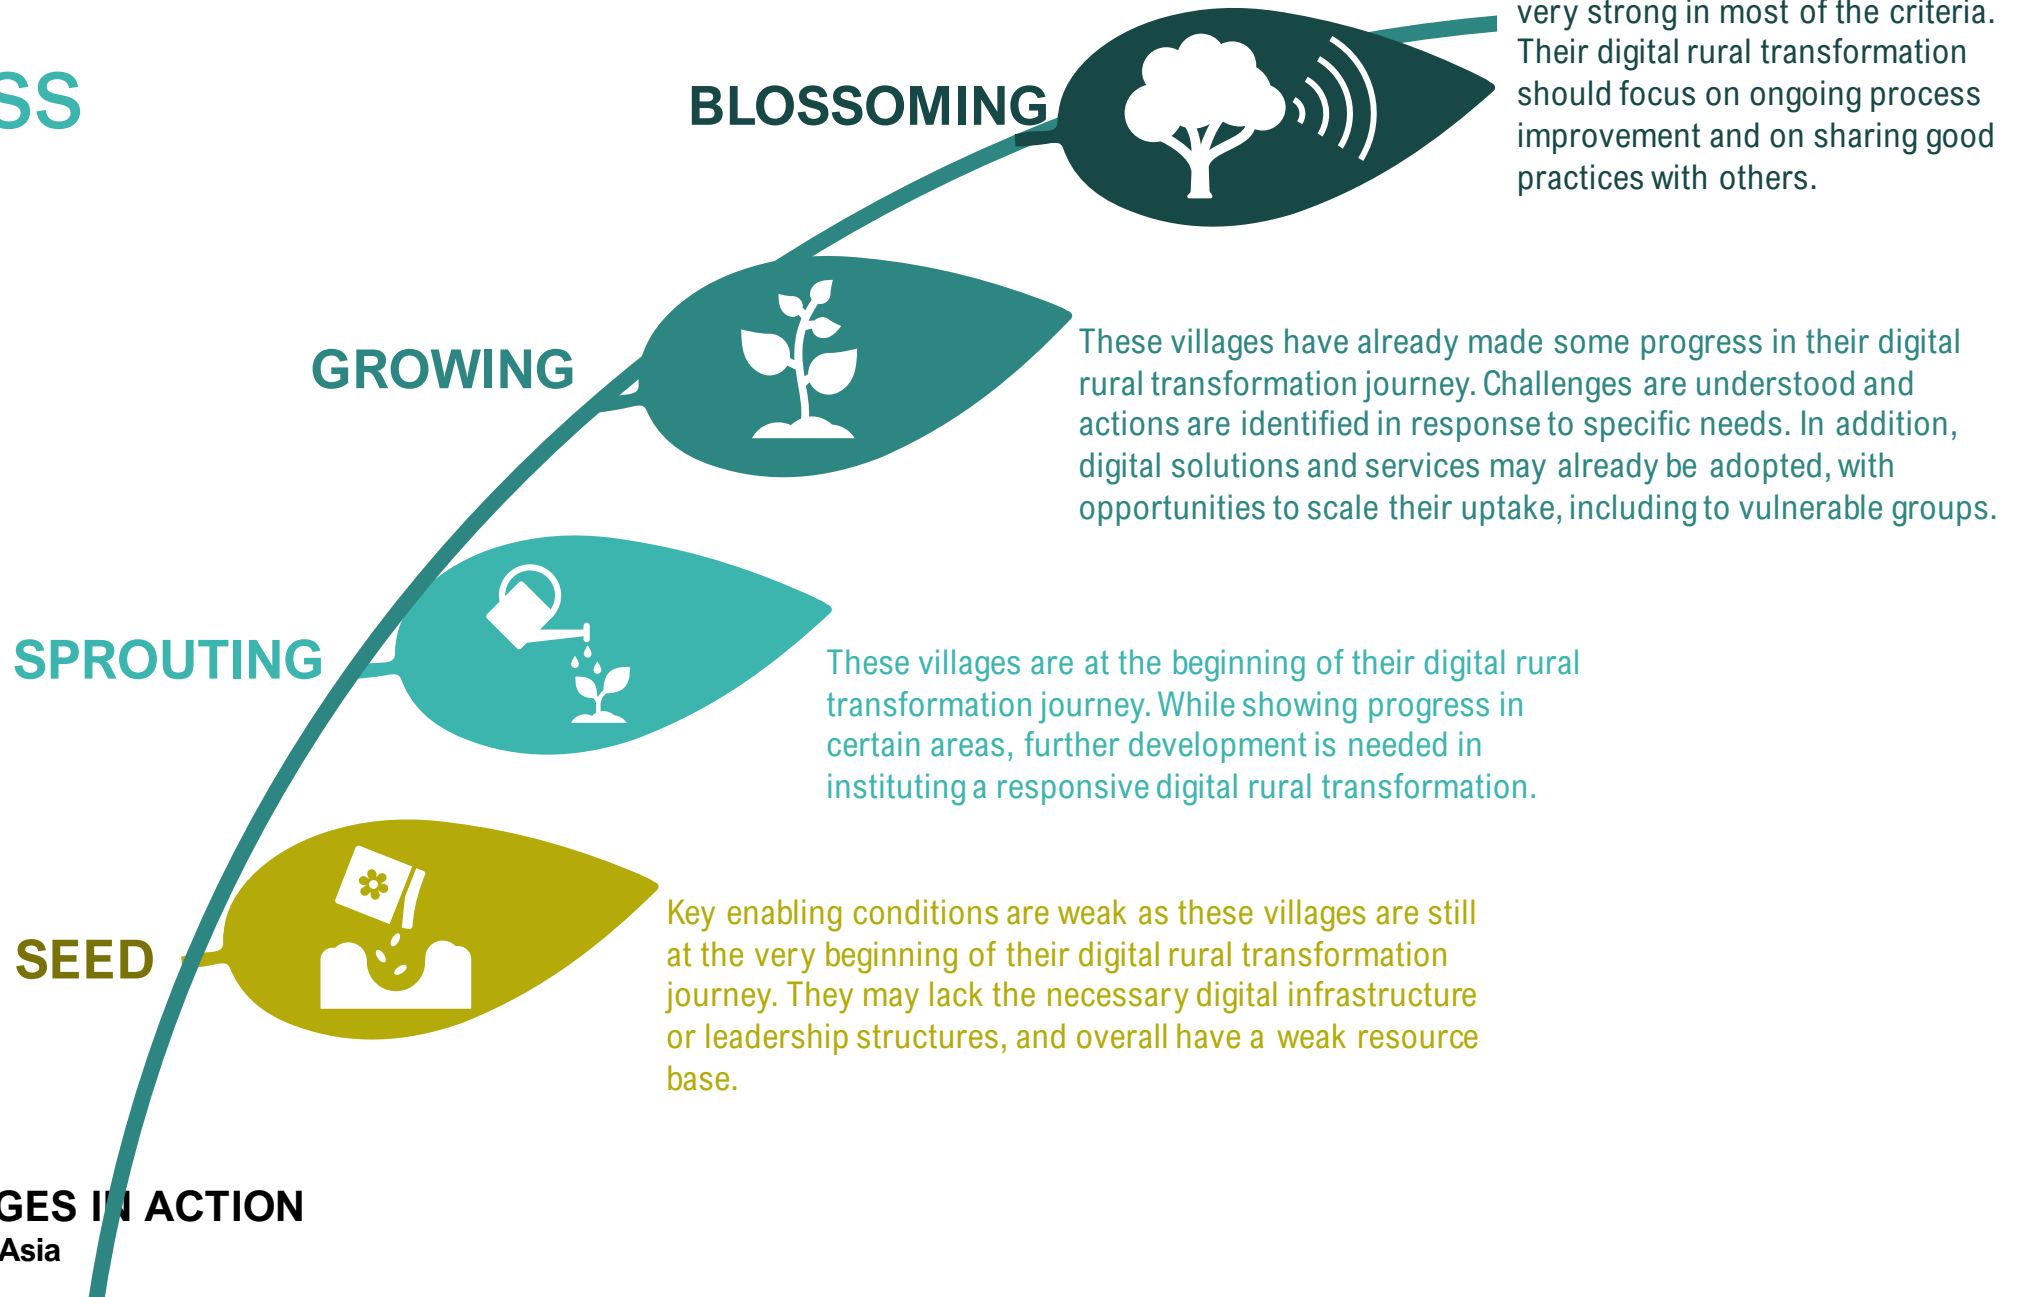 SS
BLOSSOMING
very strong in most of the criteria.
Their digital rural transformation
should focus on ongoing process
improvement and on sharing good
practices with others.
GROWING
These villages have already made some progress in their digital
rural transformation journey. Challenges are understood and
actions are identified in response to specific needs. In addition,
digital solutions and services may already be adopted, with
opportunities to scale their uptake, including to vulnerable groups.
SPROUTING
These villages are at the beginning of their digital rural
transformation journey. While showing progress in
certain areas, further development is needed in
instituting a responsive digital rural transformation.
SEED
Key enabling conditions are weak as these villages are still
at the very beginning of their digital rural transformation
journey. They may lack the necessary digital infrastructure
or leadership structures, and overall have a weak resource
base.
GES IN ACTION
Asia